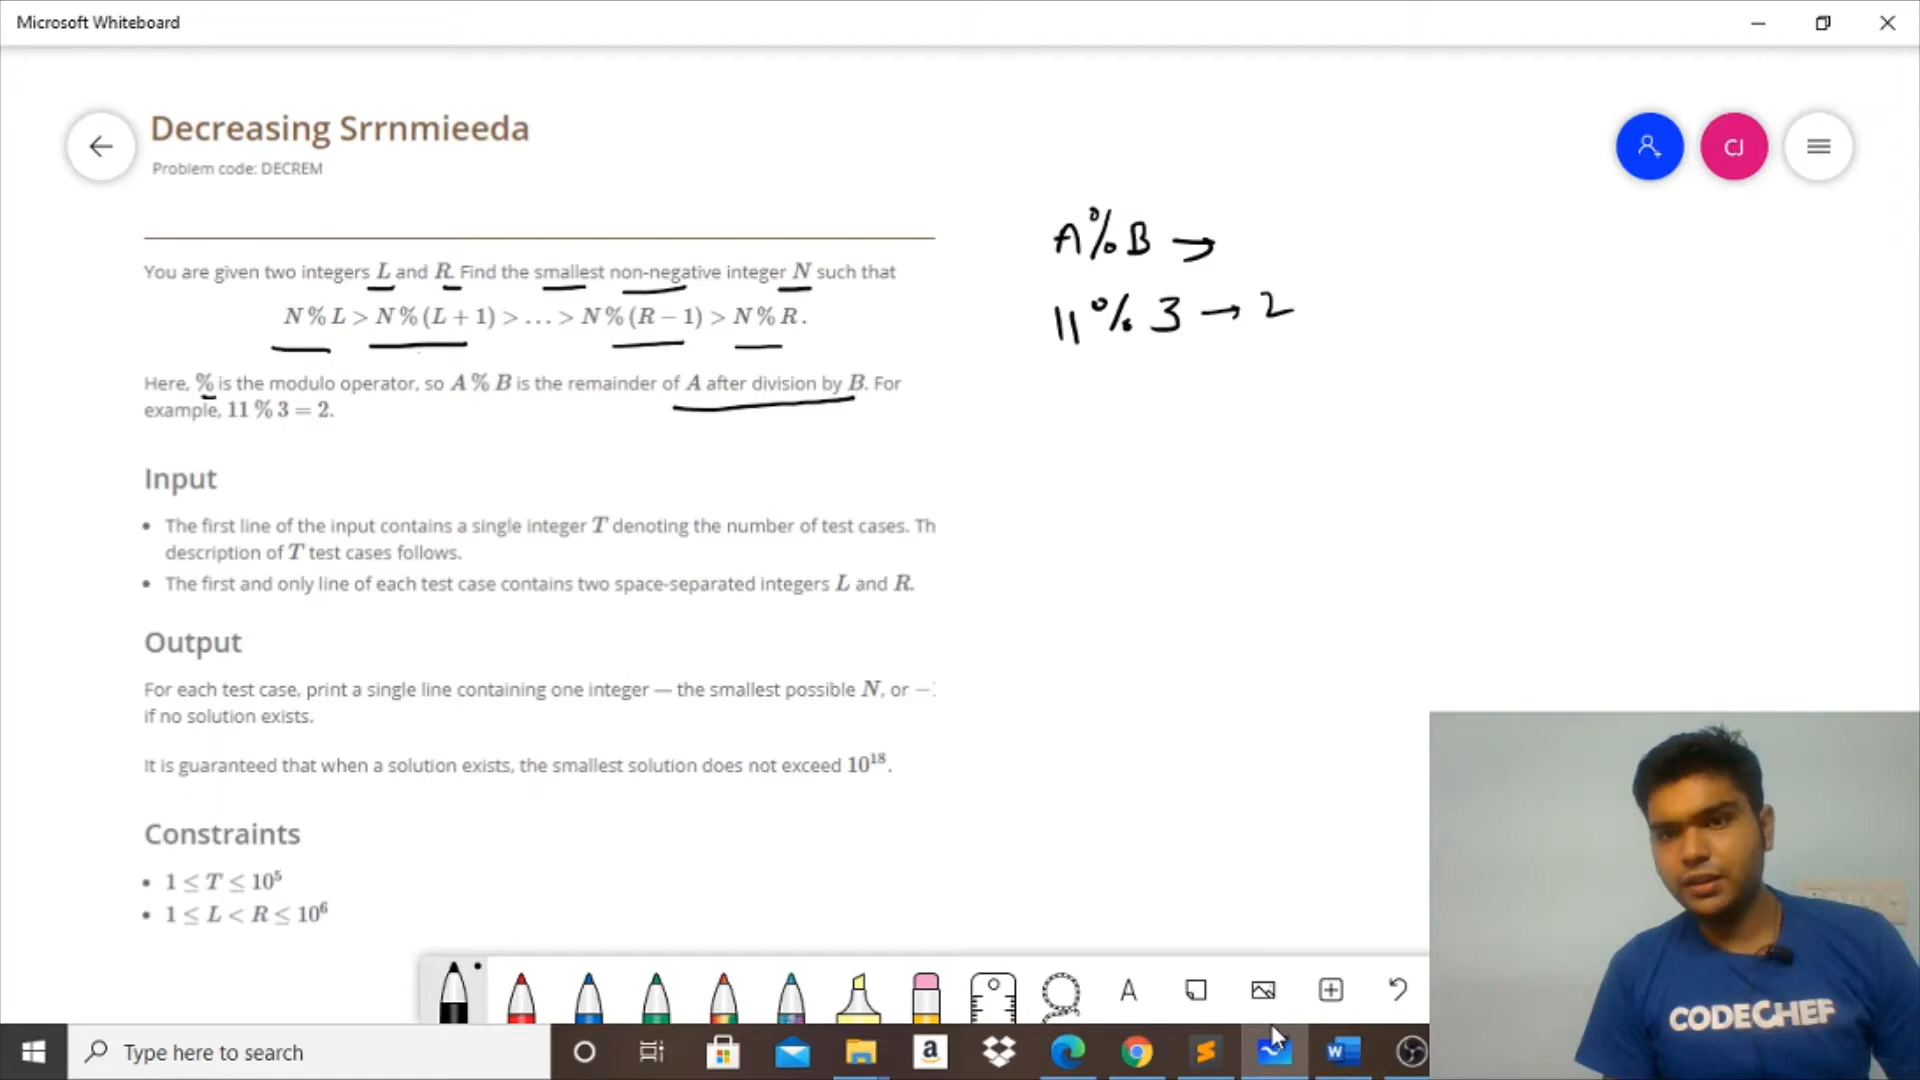 Microsoft Whiteboard
Decreasing Srrnmieeda
Problem code: DECREM
CJ
You are given two integers L and R. Find the smallest non-negative integer N such that
N % L > N % (L + 1) > … > N % (R − 1) > N % R .
Here, % is the modulo operator, so A % B is the remainder of A after division by B. For
example, 11 % 3 = 2.
A % B →
11 % 3 → 2
Input
• The first line of the input contains a single integer T denoting the number of test cases. Th
description of T test cases follows.
• The first and only line of each test case contains two space-separated integers L and R.
Output
For each test case, print a single line containing one integer — the smallest possible N, or −
if no solution exists.
It is guaranteed that when a solution exists, the smallest solution does not exceed 10¹⁸.
Constraints
• 1 ≤ T ≤ 10⁵
• 1 ≤ L < R ≤ 10⁶
CODECHEF
A
Type here to search
a
W